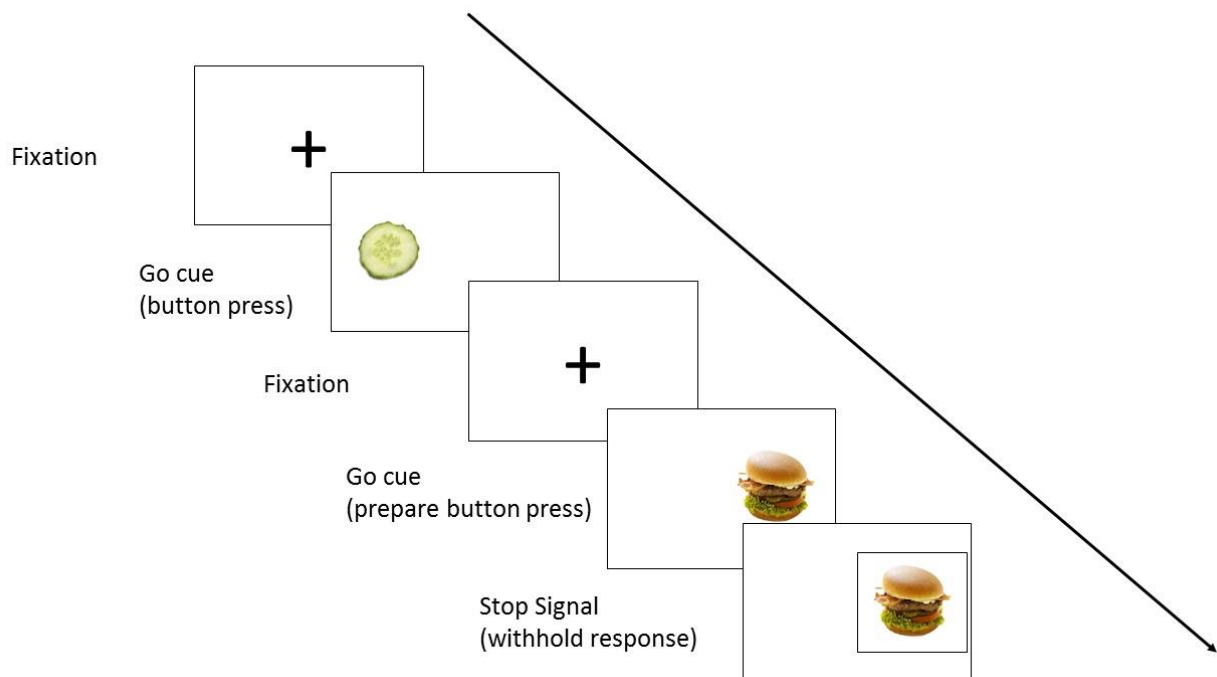 Fixation
Go cue
(button press)
Fixation
Go cue
(prepare button press)
Stop Signal
(withhold response)